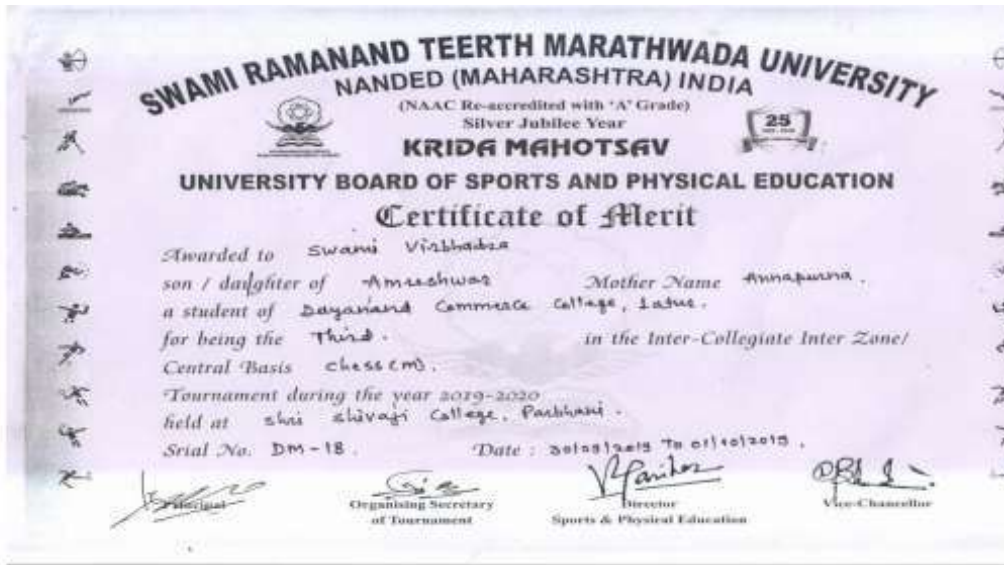 SWAMI RAMANAND TEERTH MARATHWADA UNIVERSITY
NANDED (MAHARASHTRA) INDIA
(NAAC Re-accredited with 'A' Grade)
Silver Jubilee Year
25
KRIDA MAHOTSAV
UNIVERSITY BOARD OF SPORTS AND PHYSICAL EDUCATION
Certificate of Merit
Awarded to Swami Virbhadra
son / daughter of Amreshwar Mother Name Annapurna.
a student of Dayanand Commerce College, Latur.
for being the Third. in the Inter-Collegiate Inter Zone/
Central Basis chess (m).
Tournament during the year 2019-2020
held at shri shivaji College, Parbhani.
Srial No. DM-18. Date : 30/09/2019 To 01/10/2019.
Principal Organising Secretary Director Vice-Chancellor
of Tournament Sports & Physical Education